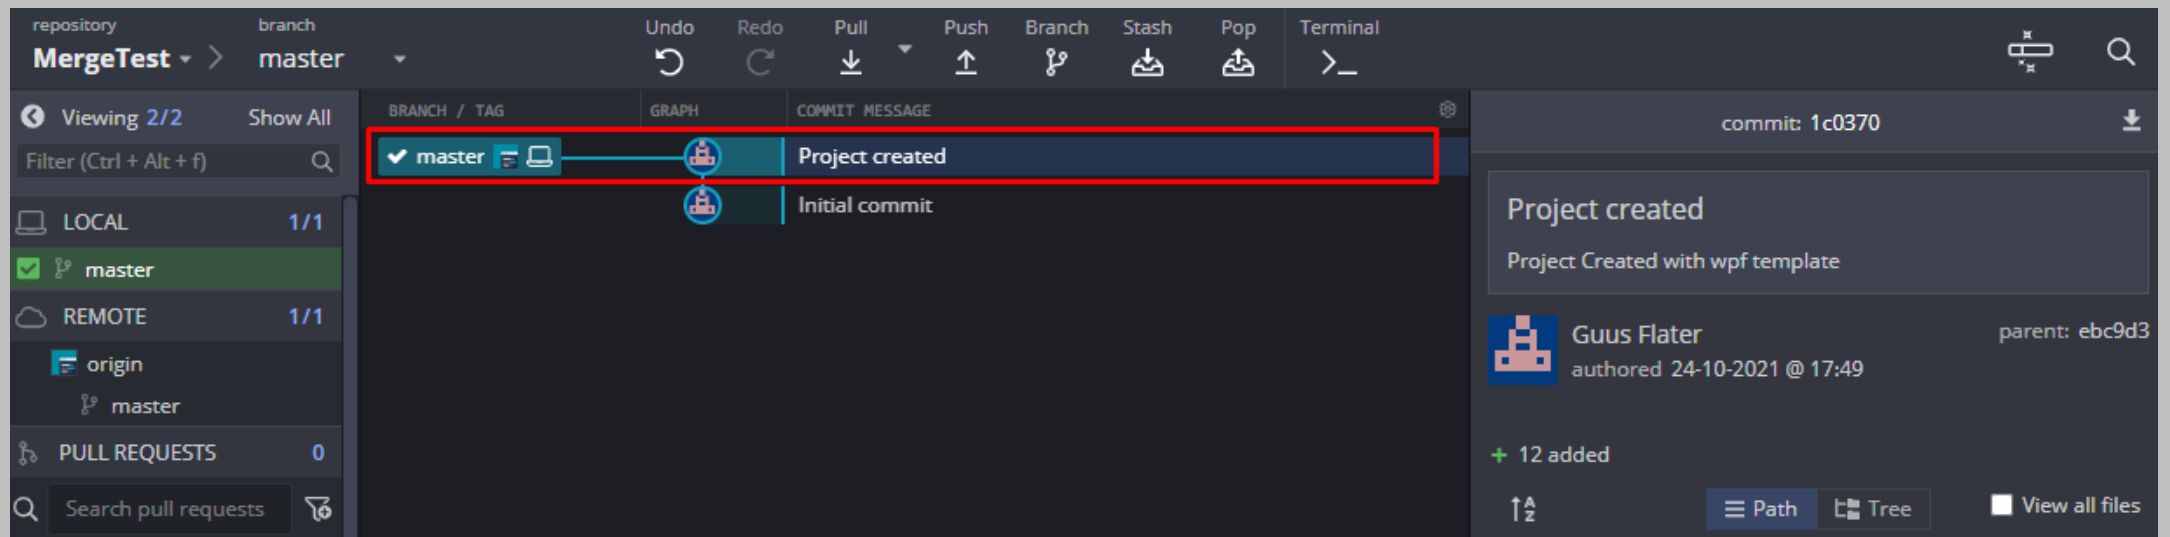 repository
MergeTest
branch
master
Undo
Redo
Pull
Push
Branch
Stash
Pop
Terminal
Viewing 2/2
Show All
Filter (Ctrl + Alt + f)
LOCAL 1/1
master
REMOTE 1/1
origin
master
PULL REQUESTS 0
Search pull requests
BRANCH / TAG
GRAPH
COMMIT MESSAGE
master
Project created
Initial commit
commit: 1c0370
Project created
Project Created with wpf template
Guus Flater
authored 24-10-2021 @ 17:49
parent: ebc9d3
+ 12 added
A
Z
Path
Tree
View all files